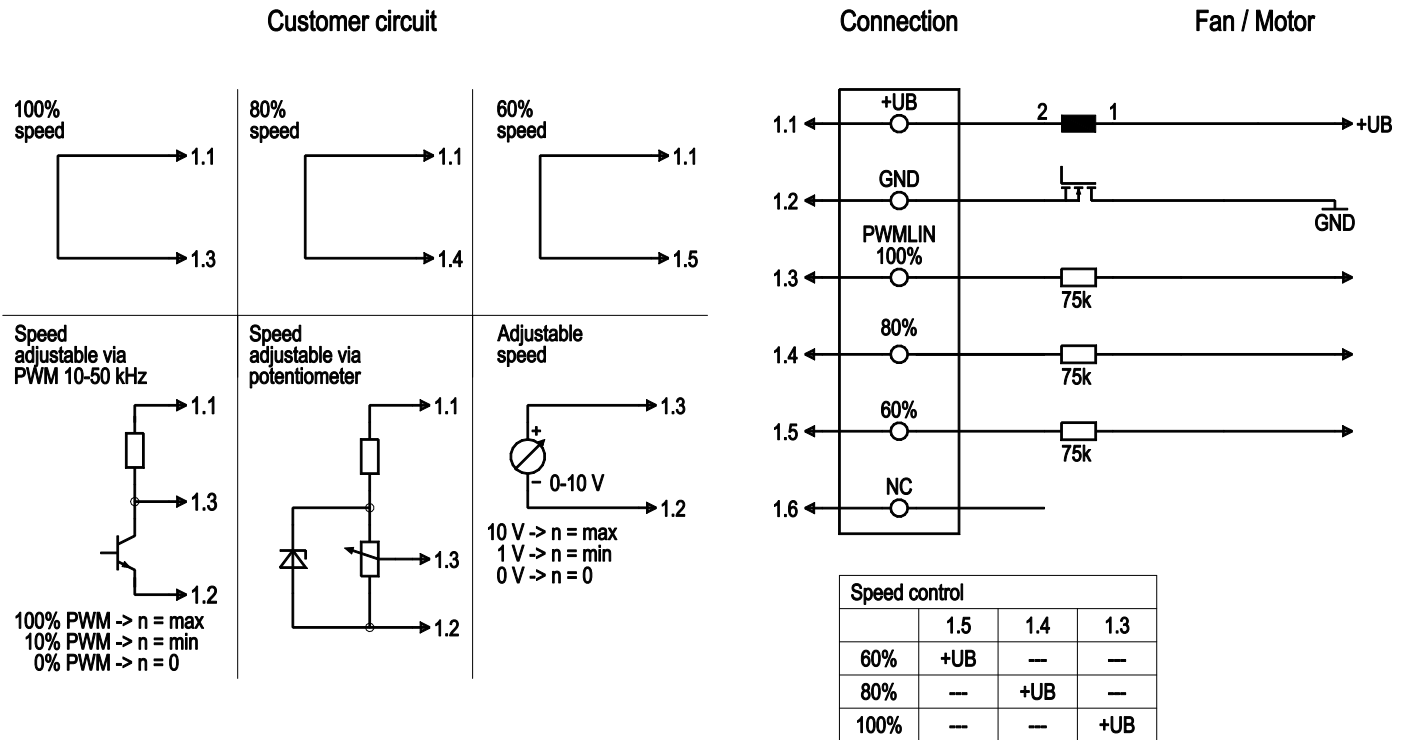 Customer circuit
Connection
Fan / Motor
100%
speed
1.1
1.3
80%
speed
1.1
1.4
60%
speed
1.1
1.5
Speed
adjustable via
PWM 10-50 kHz
1.1
1.3
1.2
100% PWM -> n = max
10% PWM -> n = min
0% PWM -> n = 0
Speed
adjustable via
potentiometer
1.1
1.3
1.2
Adjustable
speed
1.3
+
– 0-10 V
1.2
10 V -> n = max
1 V -> n = min
0 V -> n = 0
+UB
1.1
2 1
+UB
GND
1.2
GND
PWMLIN
100%
1.3
75k
80%
1.4
75k
60%
1.5
75k
NC
1.6
Speed control
1.5 1.4 1.3
60% +UB --- ---
80% --- +UB ---
100% --- --- +UB